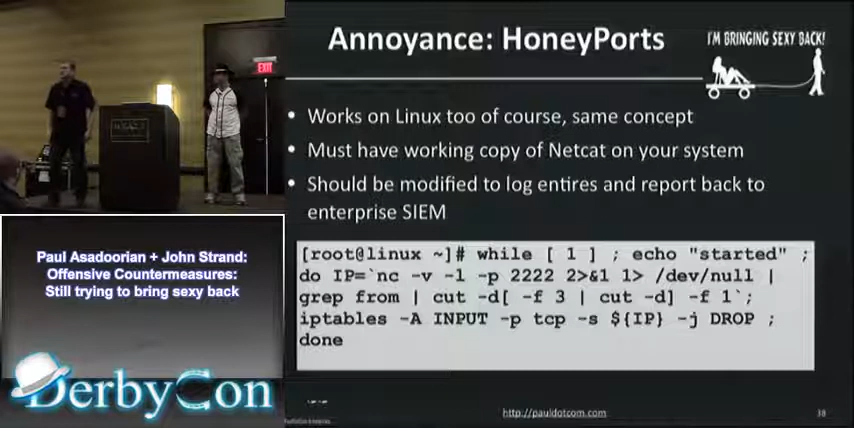 EXIT
HYATT
Paul Asadoorian + John Strand:
Offensive Countermeasures:
Still trying to bring sexy back
DerbyCon
Annoyance: HoneyPorts
I'M BRINGING SEXY BACK!
• Works on Linux too of course, same concept
• Must have working copy of Netcat on your system
• Should be modified to log entires and report back to
enterprise SIEM
[root@linux ~]# while [ 1 ] ; echo "started" ;
do IP=`nc -v -l -p 2222 2>&1 1> /dev/null |
grep from | cut -d[ -f 3 | cut -d] -f 1`;
iptables -A INPUT -p tcp -s ${IP} -j DROP ;
done
http://pauldotcom.com
38